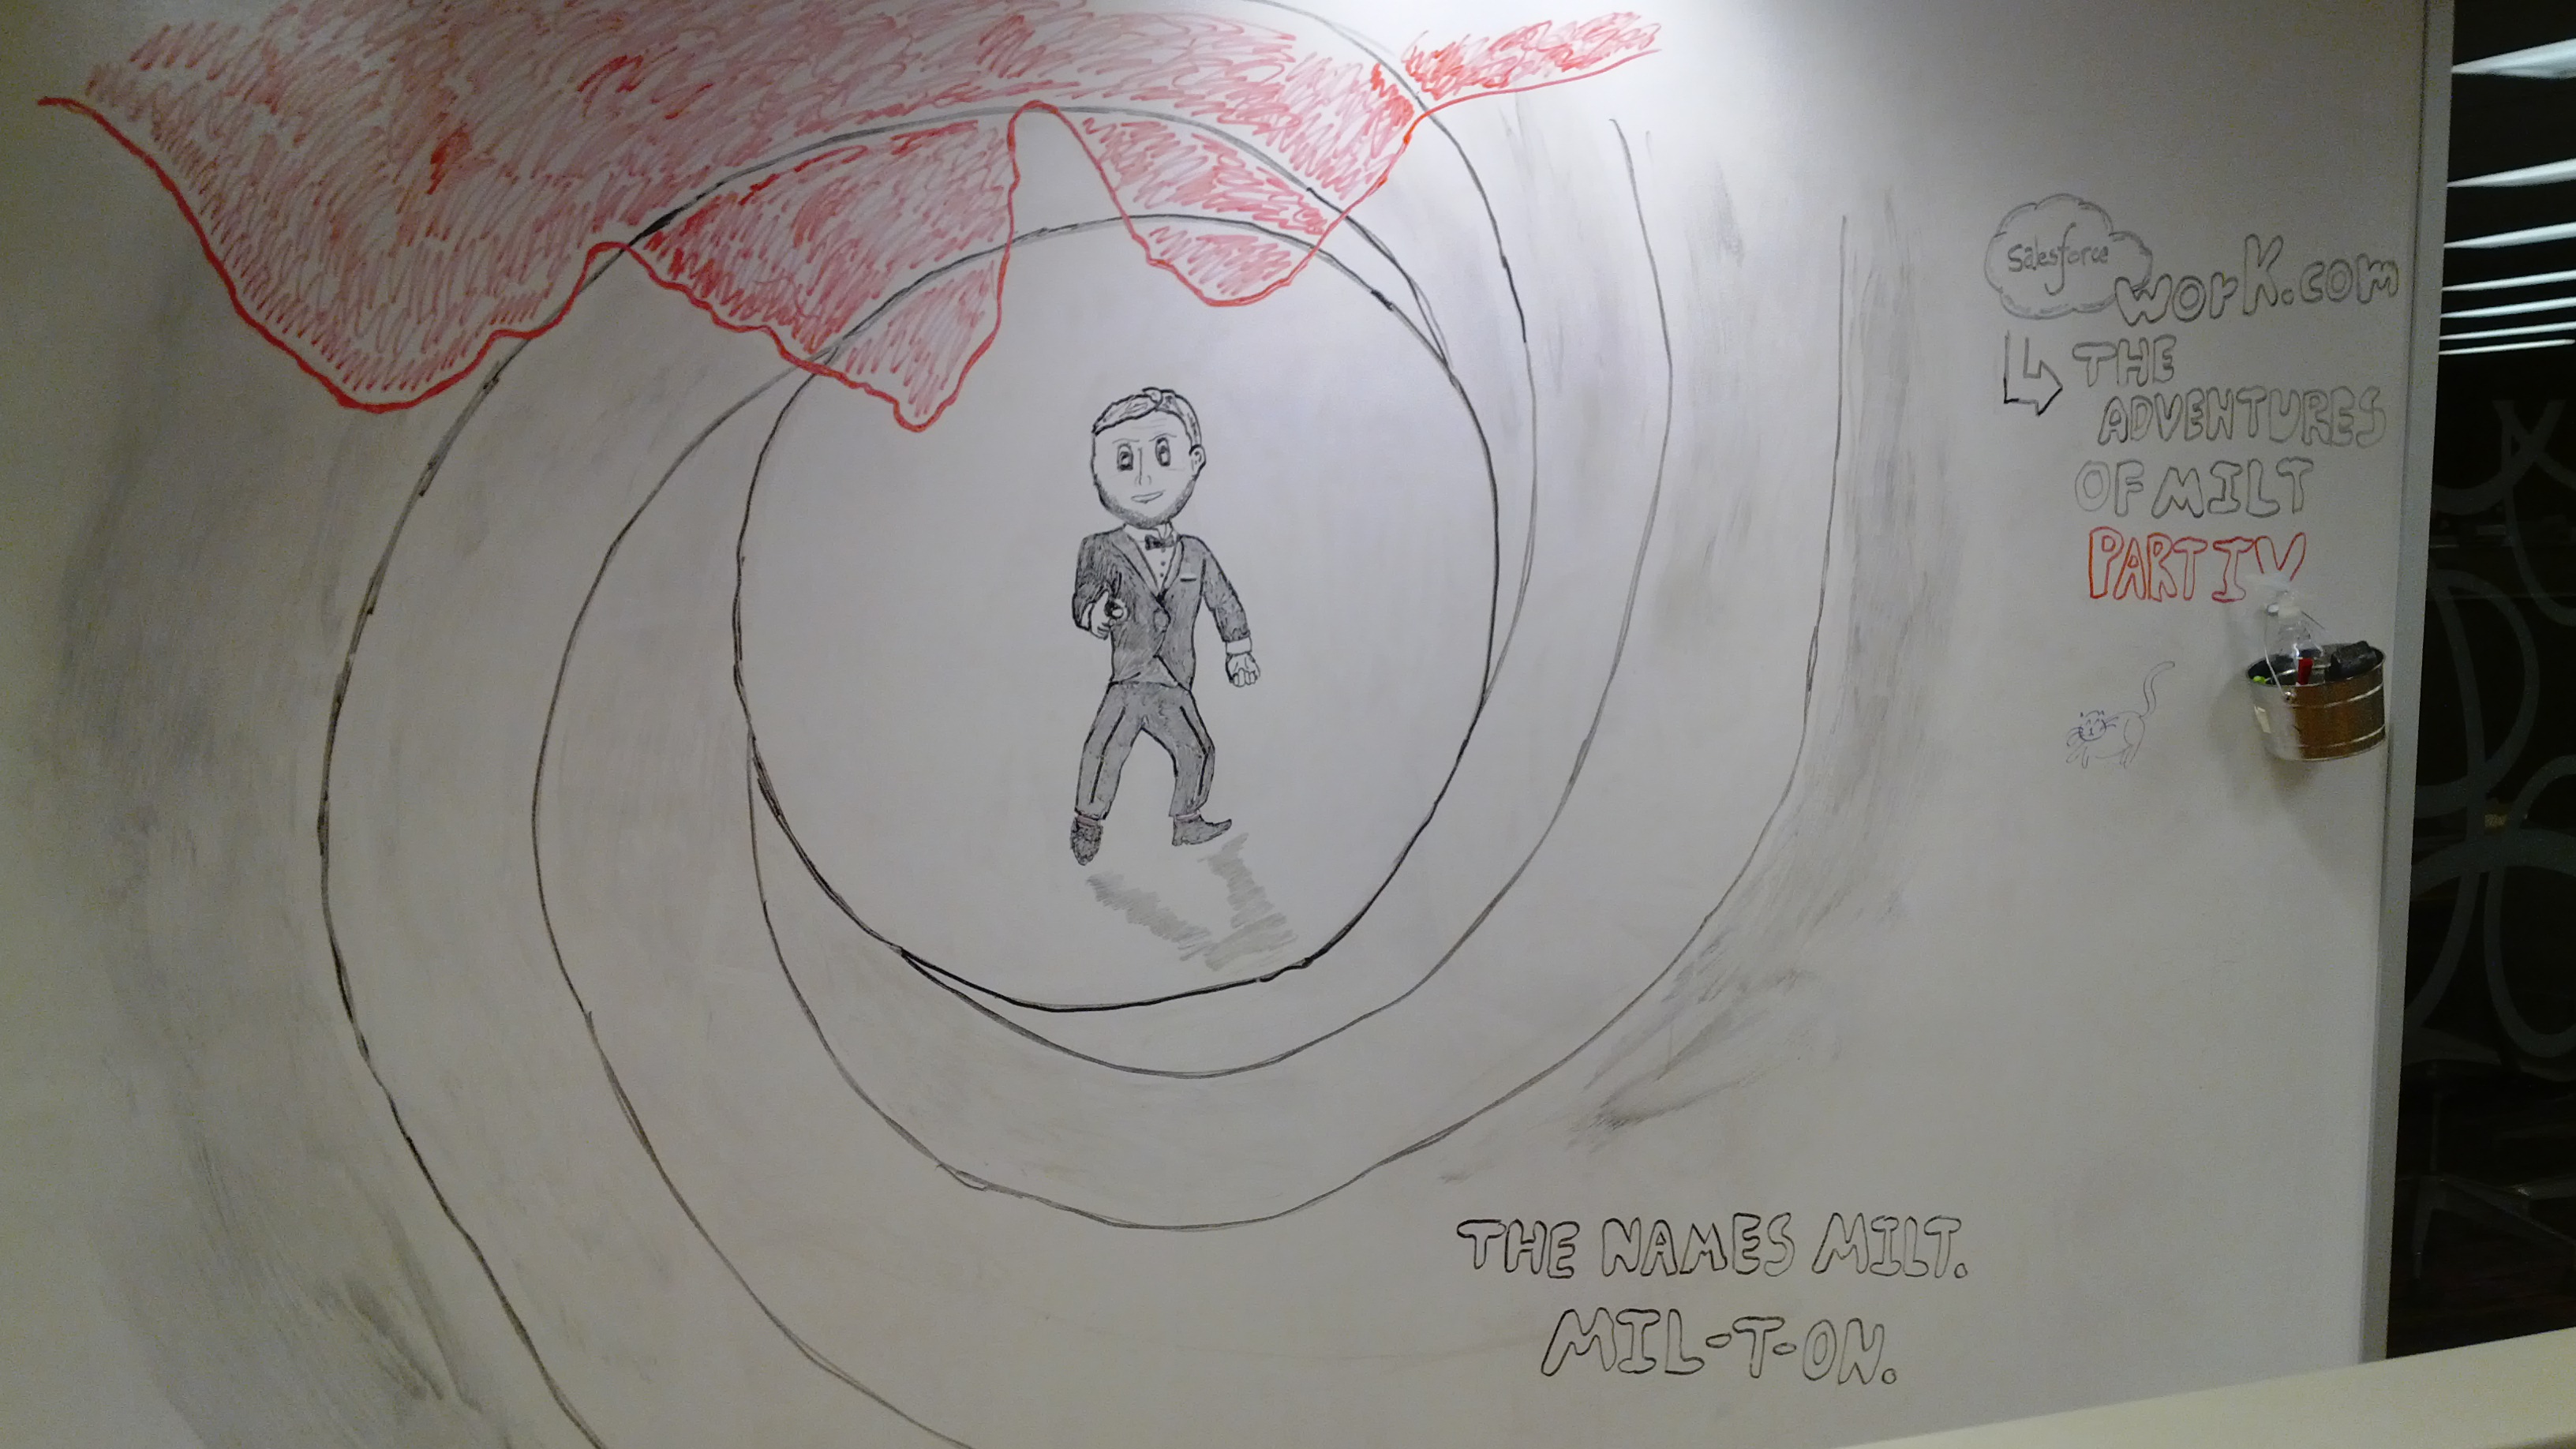 salesforce
work.com
THE
ADVENTURES
OF MILT
PART IV
THE NAMES MILT.
MIL-T-ON.